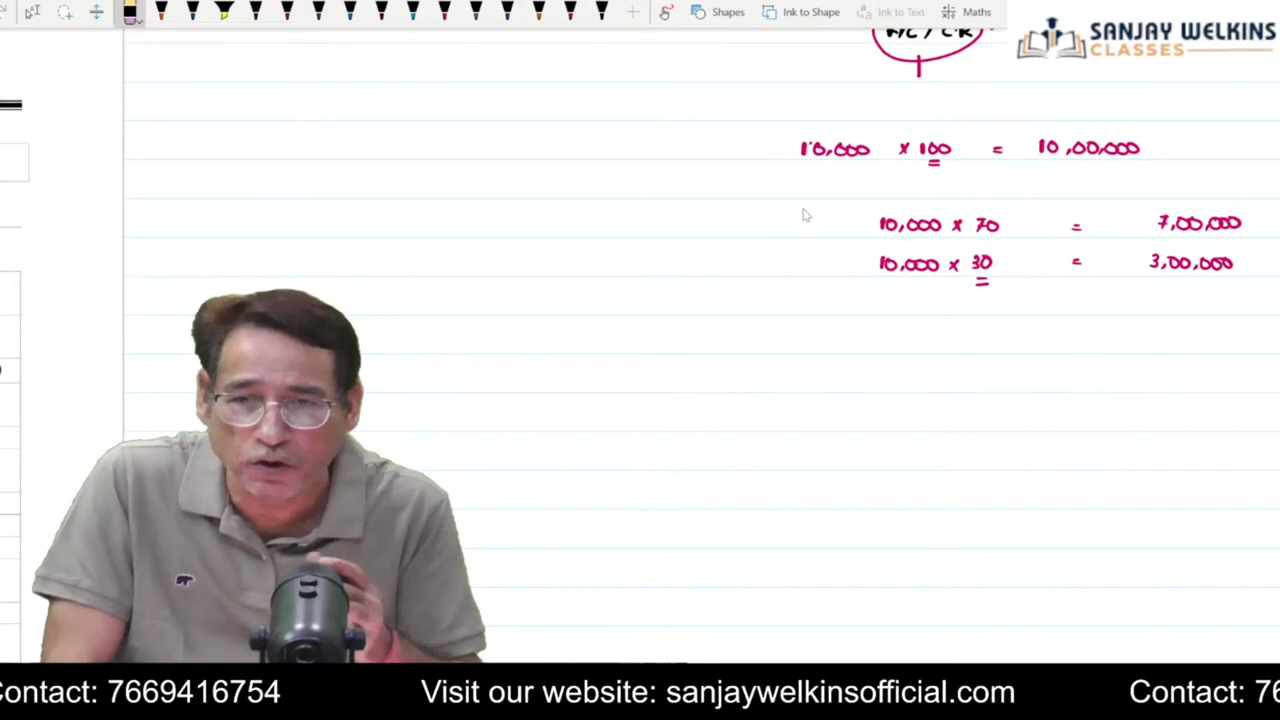 Shapes Ink to Shape Ink to Text Maths
SANJAY WELKINS
CLASSES
10,000 × 100 = 10,00,000
10,000 × 70 = 7,00,000
10,000 × 30 = 3,00,000
Contact: 7669416754 Visit our website: sanjaywelkinsofficial.com Contact: 76